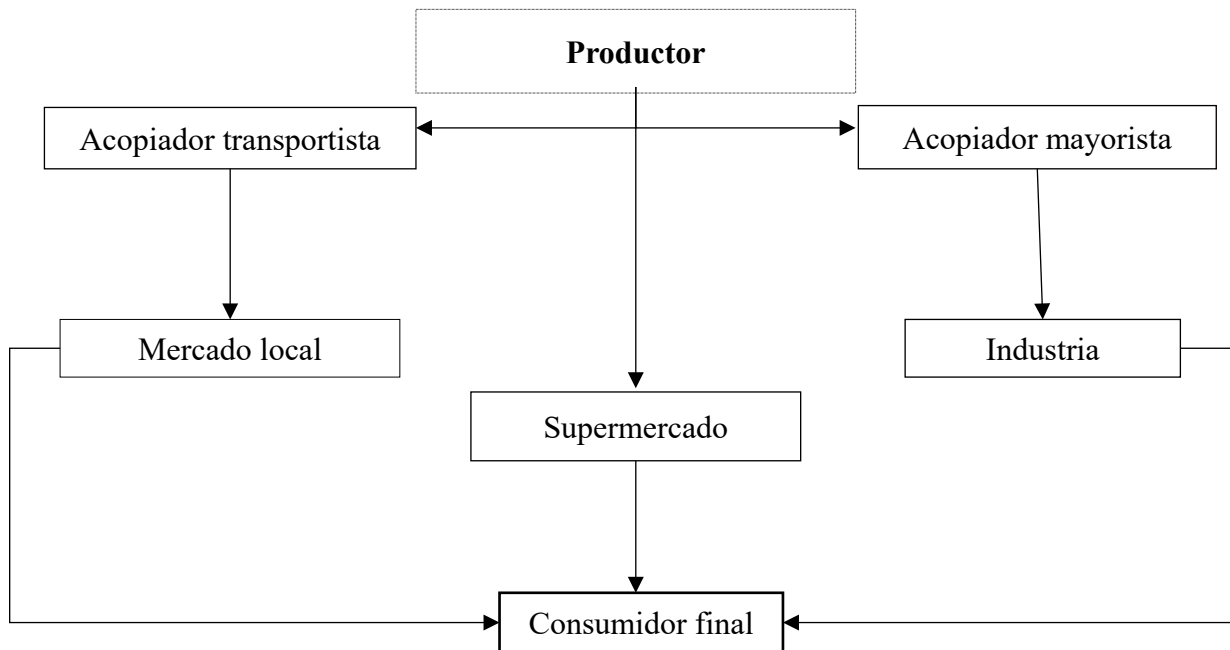 Productor
Acopiador transportista
Acopiador mayorista
Mercado local
Industria
Supermercado
Consumidor final